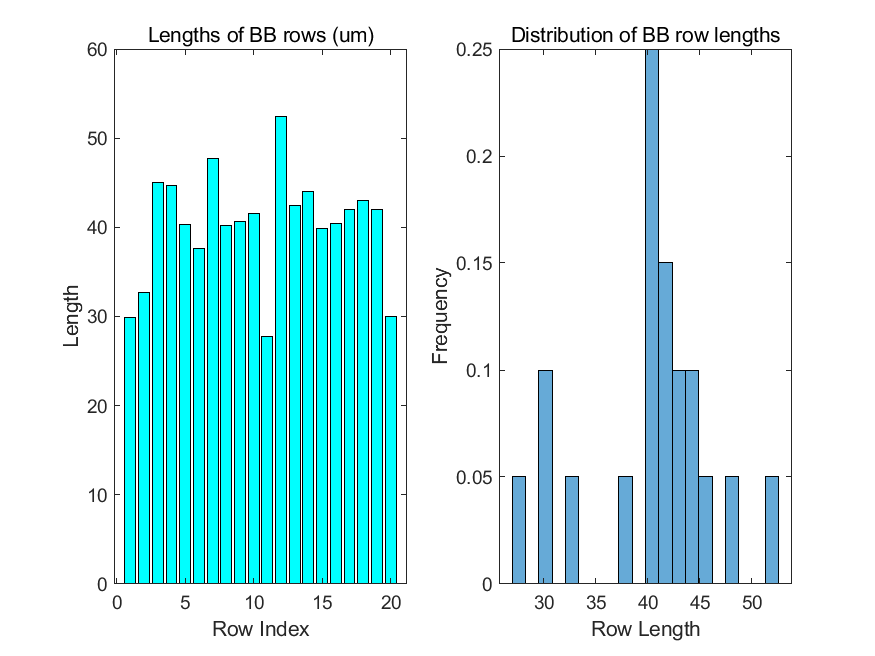 Lengths of BB rows (um)
60
50
40
30
20
10
0
Length
0 5 10 15 20
Row Index
Distribution of BB row lengths
0.25
0.2
0.15
0.1
0.05
0
Frequency
30 35 40 45 50
Row Length